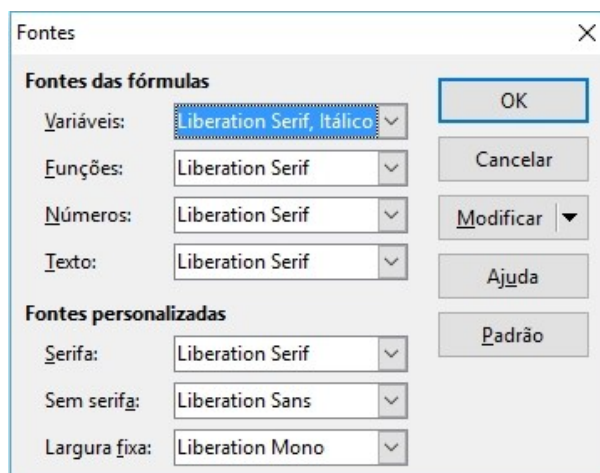 Fontes
Fontes das fórmulas
Variáveis: Liberation Serif, Itálico
Funções: Liberation Serif
Números: Liberation Serif
Texto: Liberation Serif
Fontes personalizadas
Serifa: Liberation Serif
Sem serifa: Liberation Sans
Largura fixa: Liberation Mono
OK
Cancelar
Modificar
Ajuda
Padrão